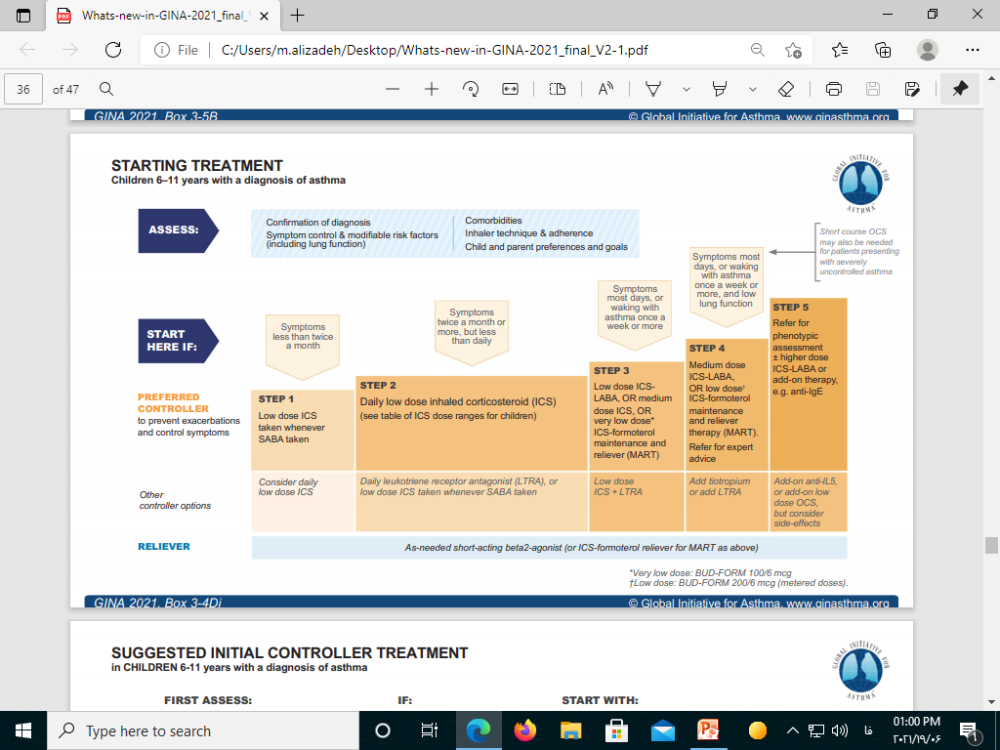 Whats-new-in-GINA-2021_final_
File
C:/Users/m.alizadeh/Desktop/Whats-new-in-GINA-2021_final_V2-1.pdf
36
of 47
GINA 2021, Box 3-5B
© Global Initiative for Asthma, www.ginasthma.org
STARTING TREATMENT
Children 6–11 years with a diagnosis of asthma
GLOBAL INITIATIVE FOR
ASTHMA
ASSESS:
Confirmation of diagnosis
Symptom control & modifiable risk factors
(including lung function)
Comorbidities
Inhaler technique & adherence
Child and parent preferences and goals
Short course OCS
may also be needed
for patients presenting
with severely
uncontrolled asthma
START
HERE IF:
Symptoms
less than twice
a month
Symptoms
twice a month or
more, but less
than daily
Symptoms
most days, or
waking with
asthma once a
week or more
Symptoms most
days, or waking
with asthma
once a week or
more, and low
lung function
PREFERRED
CONTROLLER
to prevent exacerbations
and control symptoms
STEP 1
Low dose ICS
taken whenever
SABA taken
STEP 2
Daily low dose inhaled corticosteroid (ICS)
(see table of ICS dose ranges for children)
STEP 3
Low dose ICS-
LABA, OR medium
dose ICS, OR
very low dose*
ICS-formoterol
maintenance and
reliever (MART)
STEP 4
Medium dose
ICS-LABA,
OR low dose†
ICS-formoterol
maintenance
and reliever
therapy (MART).
Refer for expert
advice
STEP 5
Refer for
phenotypic
assessment
± higher dose
ICS-LABA or
add-on therapy,
e.g. anti-IgE
Other
controller options
Consider daily
low dose ICS
Daily leukotriene receptor antagonist (LTRA), or
low dose ICS taken whenever SABA taken
Low dose
ICS + LTRA
Add tiotropium
or add LTRA
Add-on anti-IL5,
or add-on low
dose OCS,
but consider
side-effects
RELIEVER
As-needed short-acting beta2-agonist (or ICS-formoterol reliever for MART as above)
*Very low dose: BUD-FORM 100/6 mcg
†Low dose: BUD-FORM 200/6 mcg (metered doses).
GINA 2021, Box 3-4Di
© Global Initiative for Asthma, www.ginasthma.org
SUGGESTED INITIAL CONTROLLER TREATMENT
in CHILDREN 6-11 years with a diagnosis of asthma
GLOBAL INITIATIVE FOR
ASTHMA
FIRST ASSESS:
IF:
START WITH:
Type here to search
فا
01:00 PM
۲۰۲۱/۱۹/۰۶
1